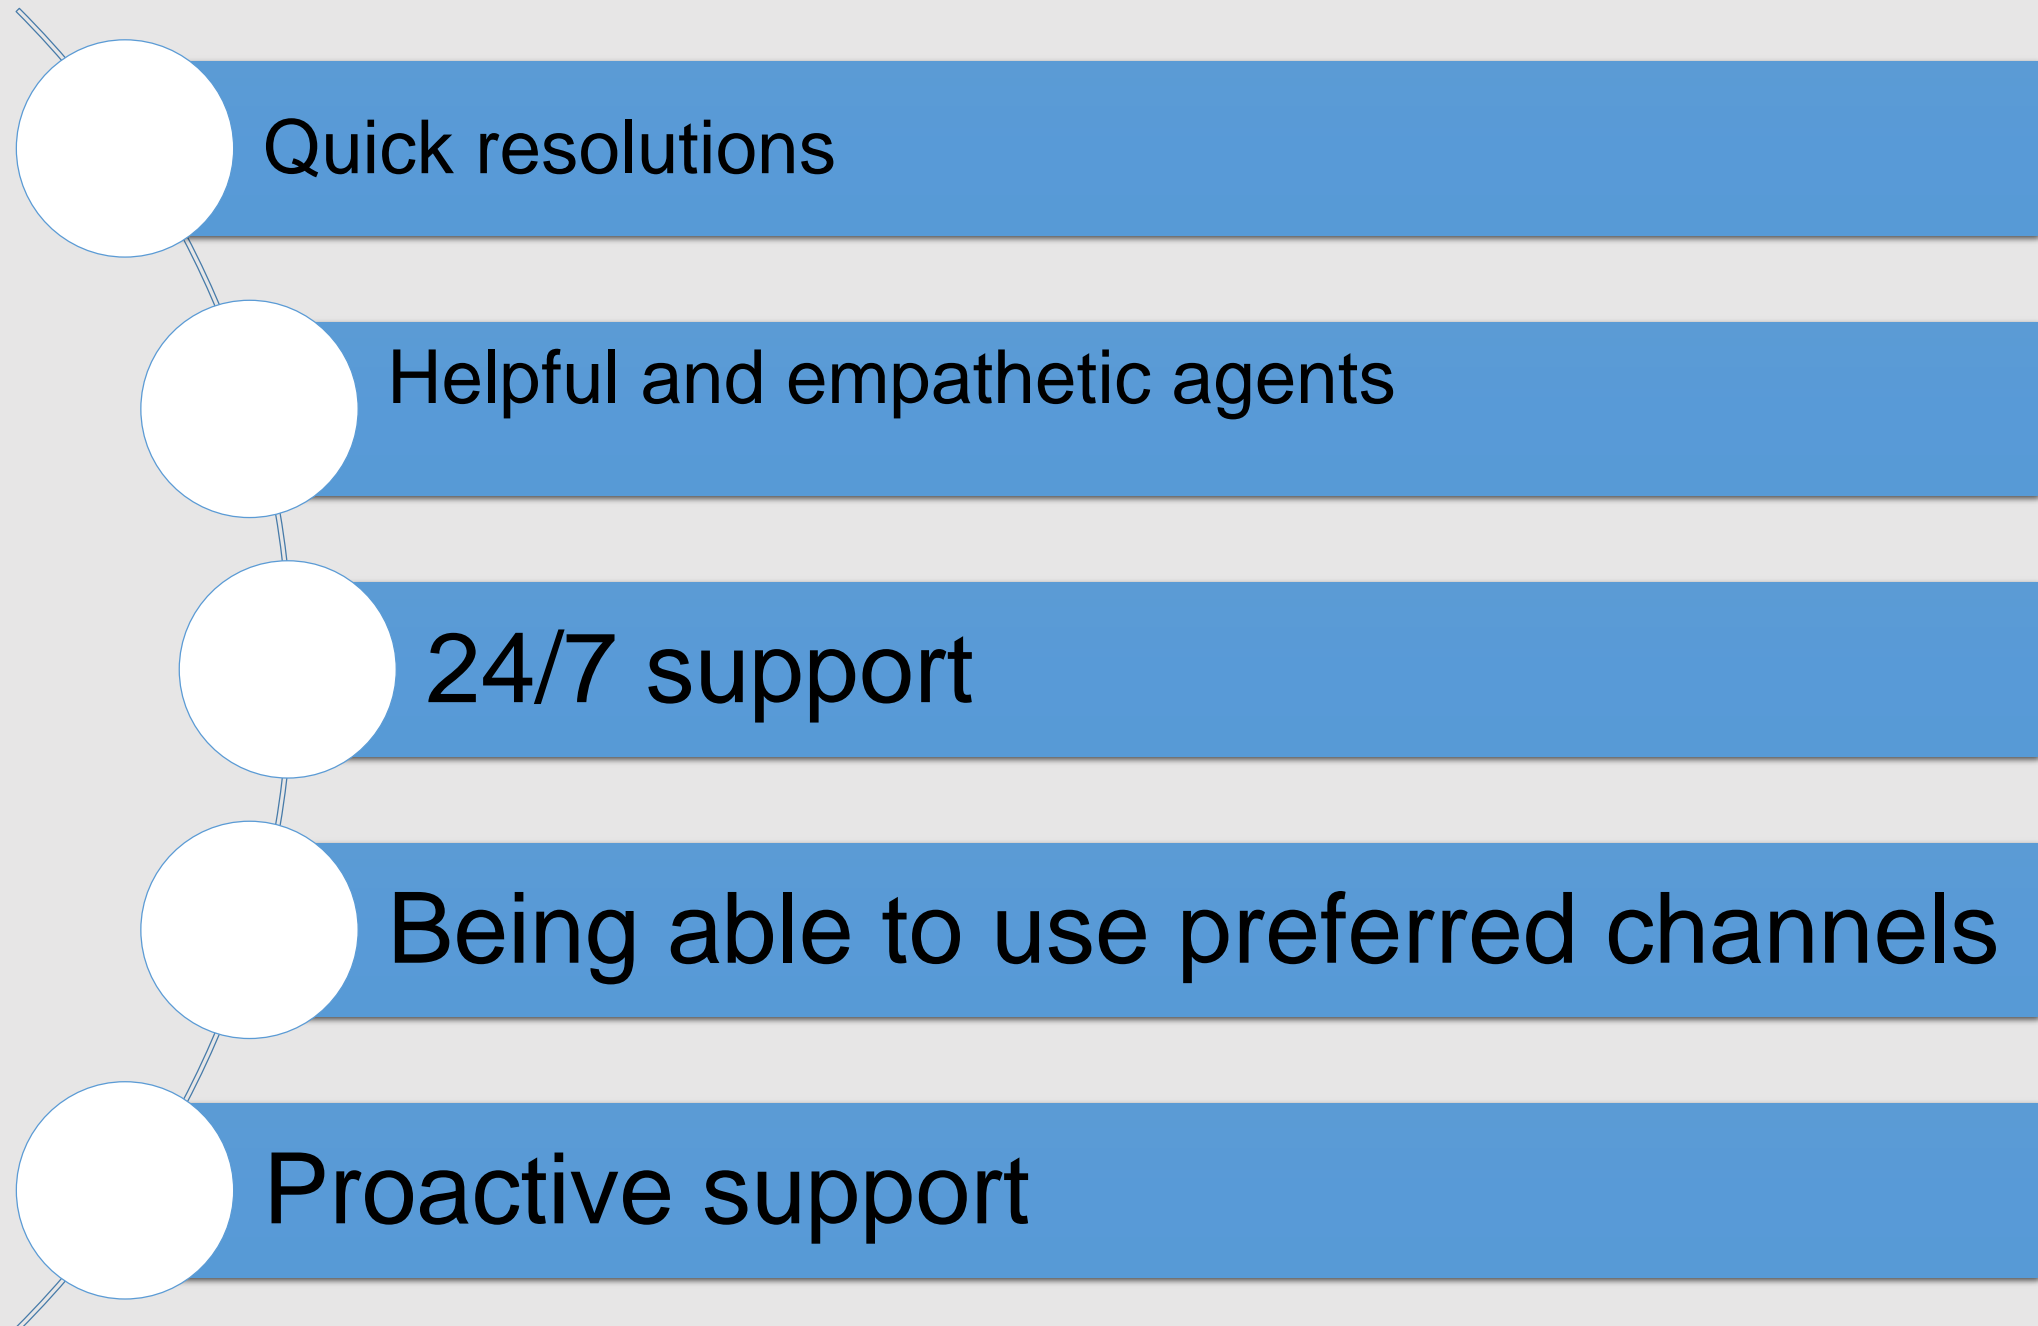 Quick resolutions
Helpful and empathetic agents
24/7 support
Being able to use preferred channels
Proactive support